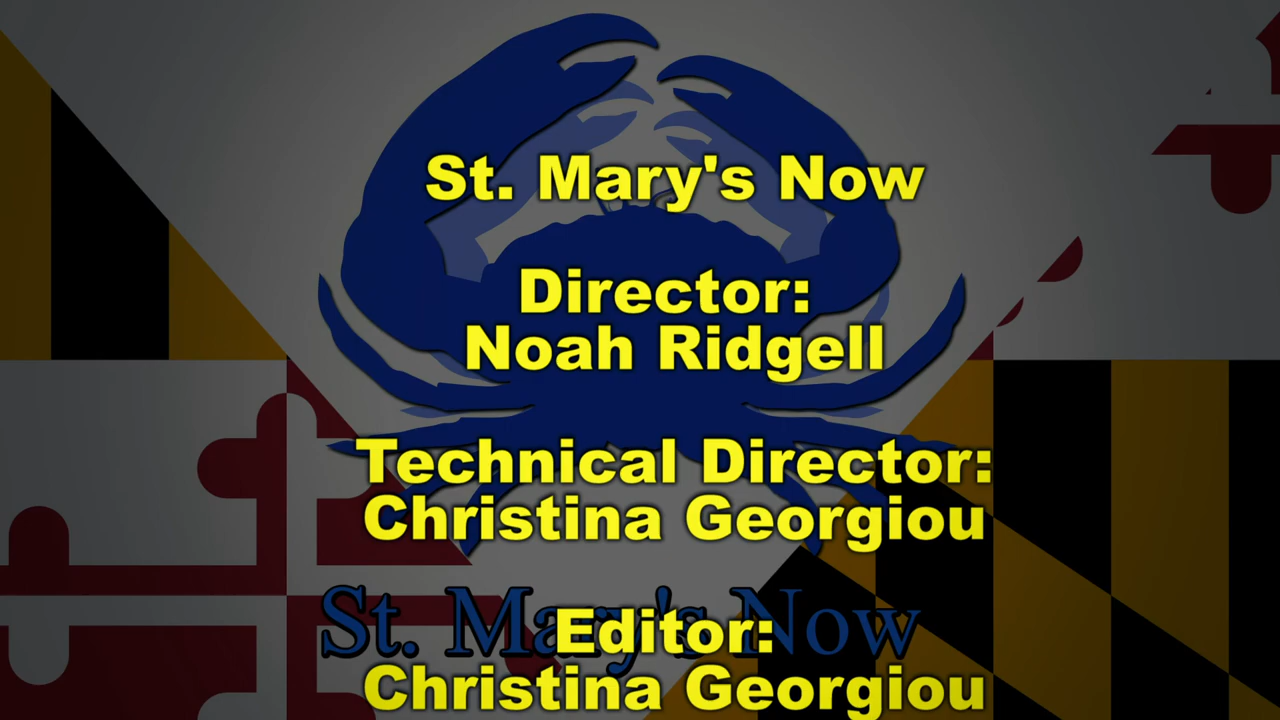 St. Mary's Now
Director:
Noah Ridgell
Technical Director:
Christina Georgiou
St. Mary's Now
Editor:
Christina Georgiou